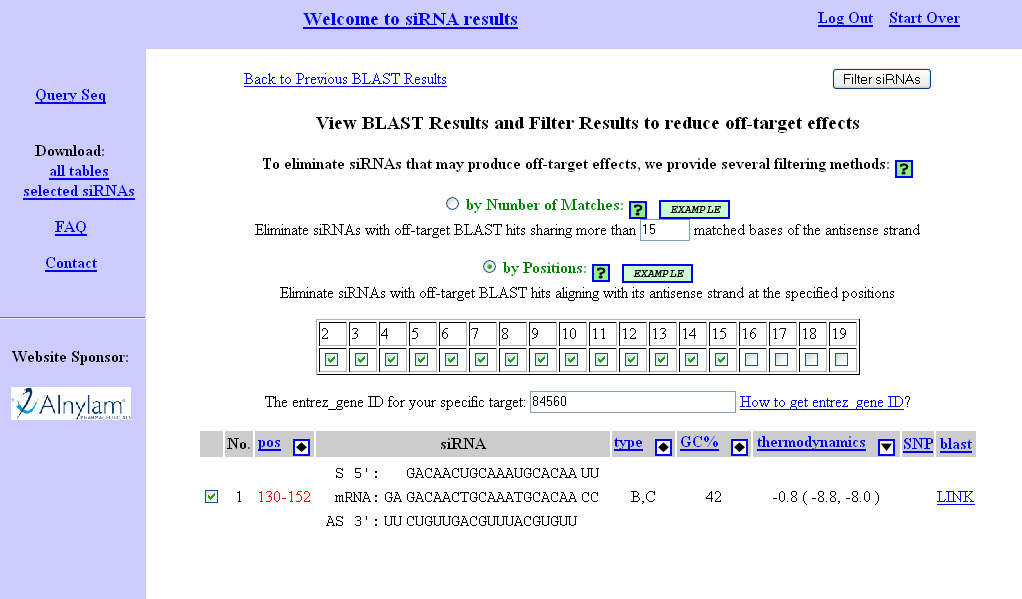 Welcome to siRNA results
Log Out Start Over
Query Seq
Download:
all tables
selected siRNAs
FAQ
Contact
Website Sponsor:
Alnylam
PHARMACEUTICALS
Back to Previous BLAST Results
Filter siRNAs
View BLAST Results and Filter Results to reduce off-target effects
To eliminate siRNAs that may produce off-target effects, we provide several filtering methods: ?
by Number of Matches: ? EXAMPLE
Eliminate siRNAs with off-target BLAST hits sharing more than 15 matched bases of the antisense strand
by Positions: ? EXAMPLE
Eliminate siRNAs with off-target BLAST hits aligning with its antisense strand at the specified positions
2 3 4 5 6 7 8 9 10 11 12 13 14 15 16 17 18 19
The entrez_gene ID for your specific target: 84560 How to get entrez_gene ID?
No. pos siRNA type GC% thermodynamics SNP blast
S 5': GACAACUGCAAAUGCACAA UU
1 130-152 mRNA: GA GACAACTGCAAATGCACAA CC B,C 42 -0.8 ( -8.8, -8.0 ) LINK
AS 3': UU CUGUUGACGUUUACGUGUU